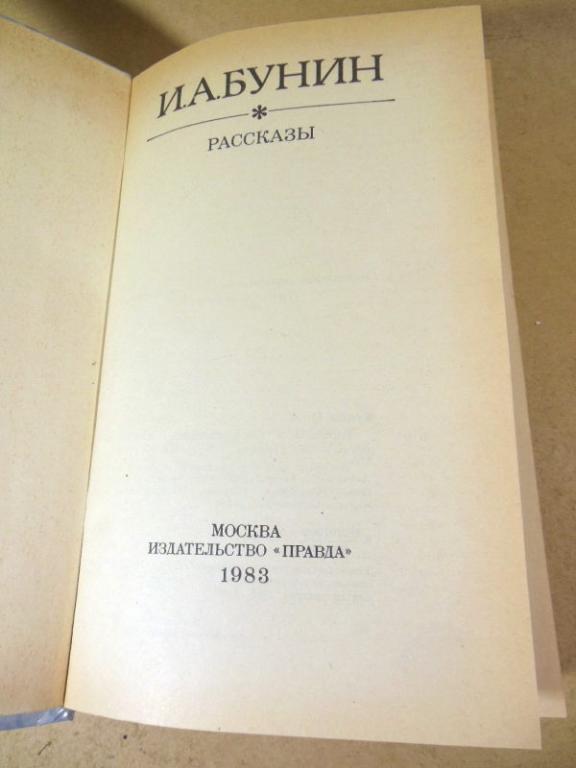 И.А.БУНИН
*
РАССКАЗЫ
МОСКВА
ИЗДАТЕЛЬСТВО «ПРАВДА»
1983